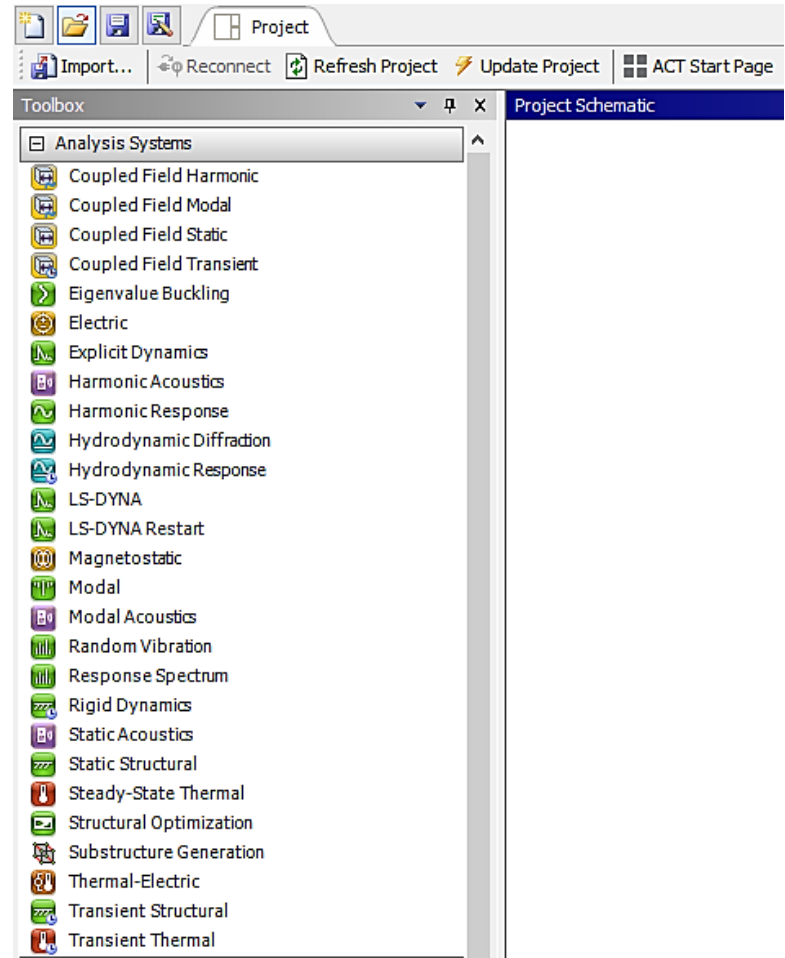 Project
Import... Reconnect Refresh Project Update Project ACT Start Page
Toolbox Project Schematic
Analysis Systems
Coupled Field Harmonic
Coupled Field Modal
Coupled Field Static
Coupled Field Transient
Eigenvalue Buckling
Electric
Explicit Dynamics
Harmonic Acoustics
Harmonic Response
Hydrodynamic Diffraction
Hydrodynamic Response
LS-DYNA
LS-DYNA Restart
Magnetostatic
Modal
Modal Acoustics
Random Vibration
Response Spectrum
Rigid Dynamics
Static Acoustics
Static Structural
Steady-State Thermal
Structural Optimization
Substructure Generation
Thermal-Electric
Transient Structural
Transient Thermal